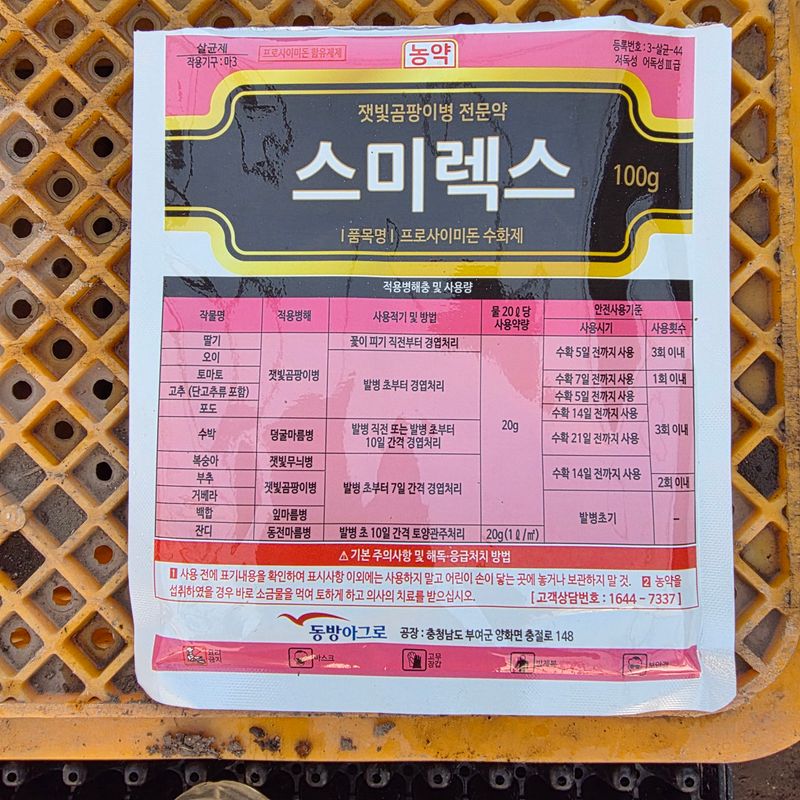 살균제
작용기구 : 마3
프로사이미돈 함유제제
농약
등록번호 : 3-살균-44
저독성 어독성Ⅲ급
잿빛곰팡이병 전문약
스미렉스
100g
| 품목명 | 프로사이미돈 수화제
적용병해충 및 사용량
작물명 적용병해 사용적기 및 방법 물 20ℓ당 사용약량 안전사용기준
사용시기 사용횟수
딸기 꽃이 피기 직전부터 경엽처리
오이 수확 5일 전까지 사용 3회 이내
토마토 잿빛곰팡이병 발병 초부터 경엽처리 수확 7일 전까지 사용 1회 이내
고추 (단고추류 포함) 수확 5일 전까지 사용
포도 수확 14일 전까지 사용
수박 덩굴마름병 발병 직전 또는 발병 초부터 20g 3회 이내
10일 간격 경엽처리 수확 21일 전까지 사용
복숭아 잿빛무늬병
부추 잿빛곰팡이병 발병 초부터 7일 간격 경엽처리 수확 14일 전까지 사용 2회 이내
거베라
백합 잎마름병 발병초기 –
잔디 동전마름병 발병 초 10일 간격 토양관주처리 20g(1ℓ/㎡)
⚠ 기본 주의사항 및 해독·응급처치 방법
1 사용 전에 표기내용을 확인하여 표시사항 이외에는 사용하지 말고 어린이 손이 닿는 곳에 놓거나 보관하지 말 것. 2 농약을
섭취하였을 경우 바로 소금물을 먹여 토하게 하고 의사의 치료를 받으십시오. [ 고객상담번호 : 1644 - 7337 ]
동방아그로 공장 : 충청남도 부여군 양화면 충절로 148
마스크
고무
장갑
보안경